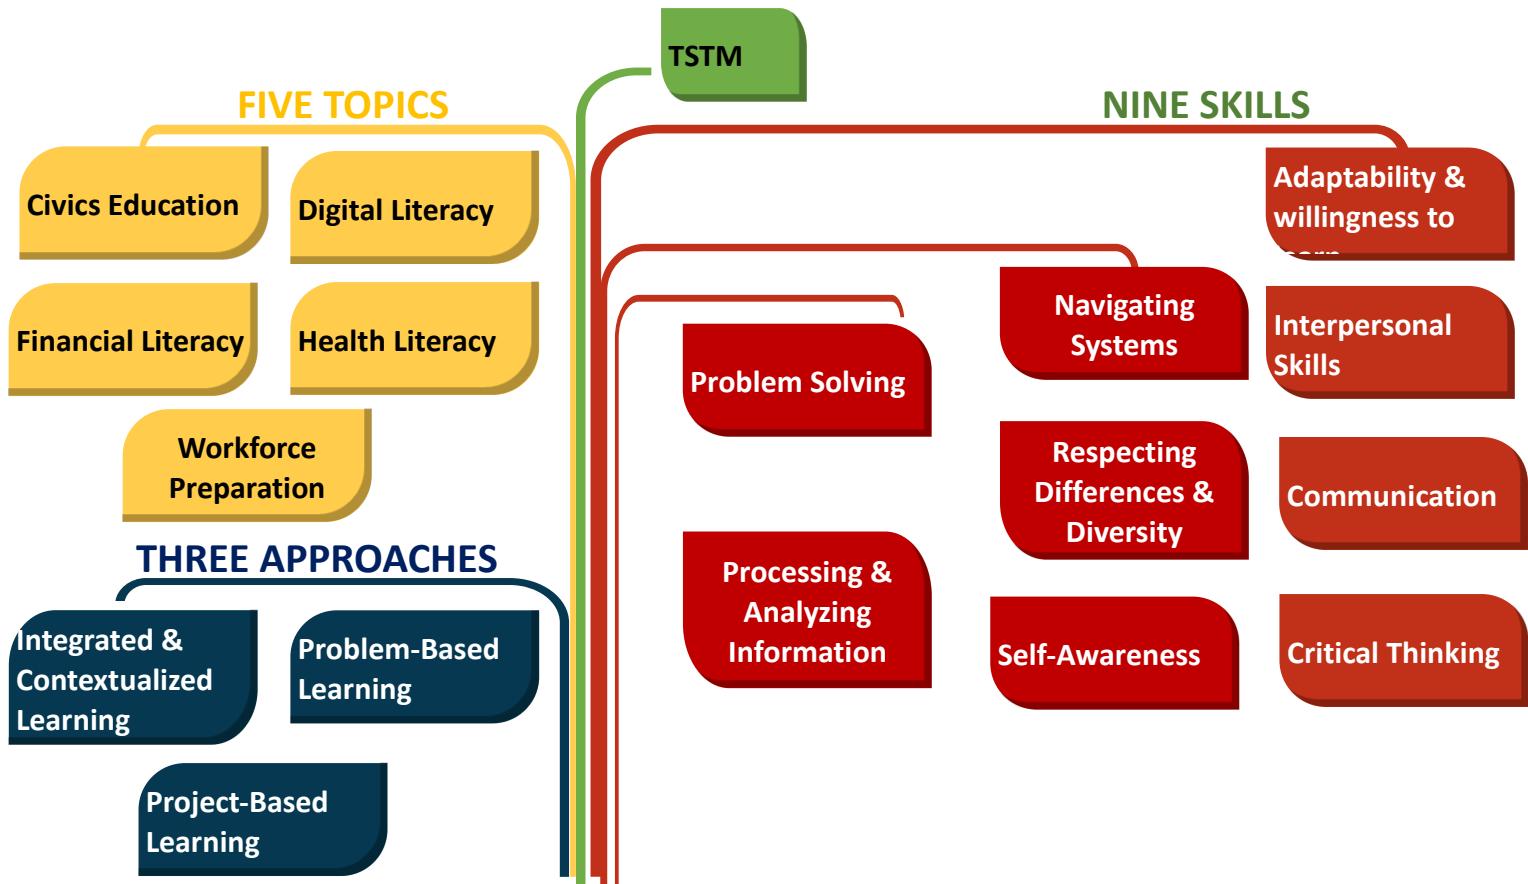 TSTM
FIVE TOPICS
Civics Education
Digital Literacy
Financial Literacy
Health Literacy
Workforce
Preparation
THREE APPROACHES
Integrated &
Contextualized
Learning
Problem-Based
Learning
Project-Based
Learning
NINE SKILLS
Adaptability &
willingness to
Interpersonal
Skills
Communication
Critical Thinking
Navigating
Systems
Respecting
Differences &
Diversity
Self-Awareness
Problem Solving
Processing &
Analyzing
Information